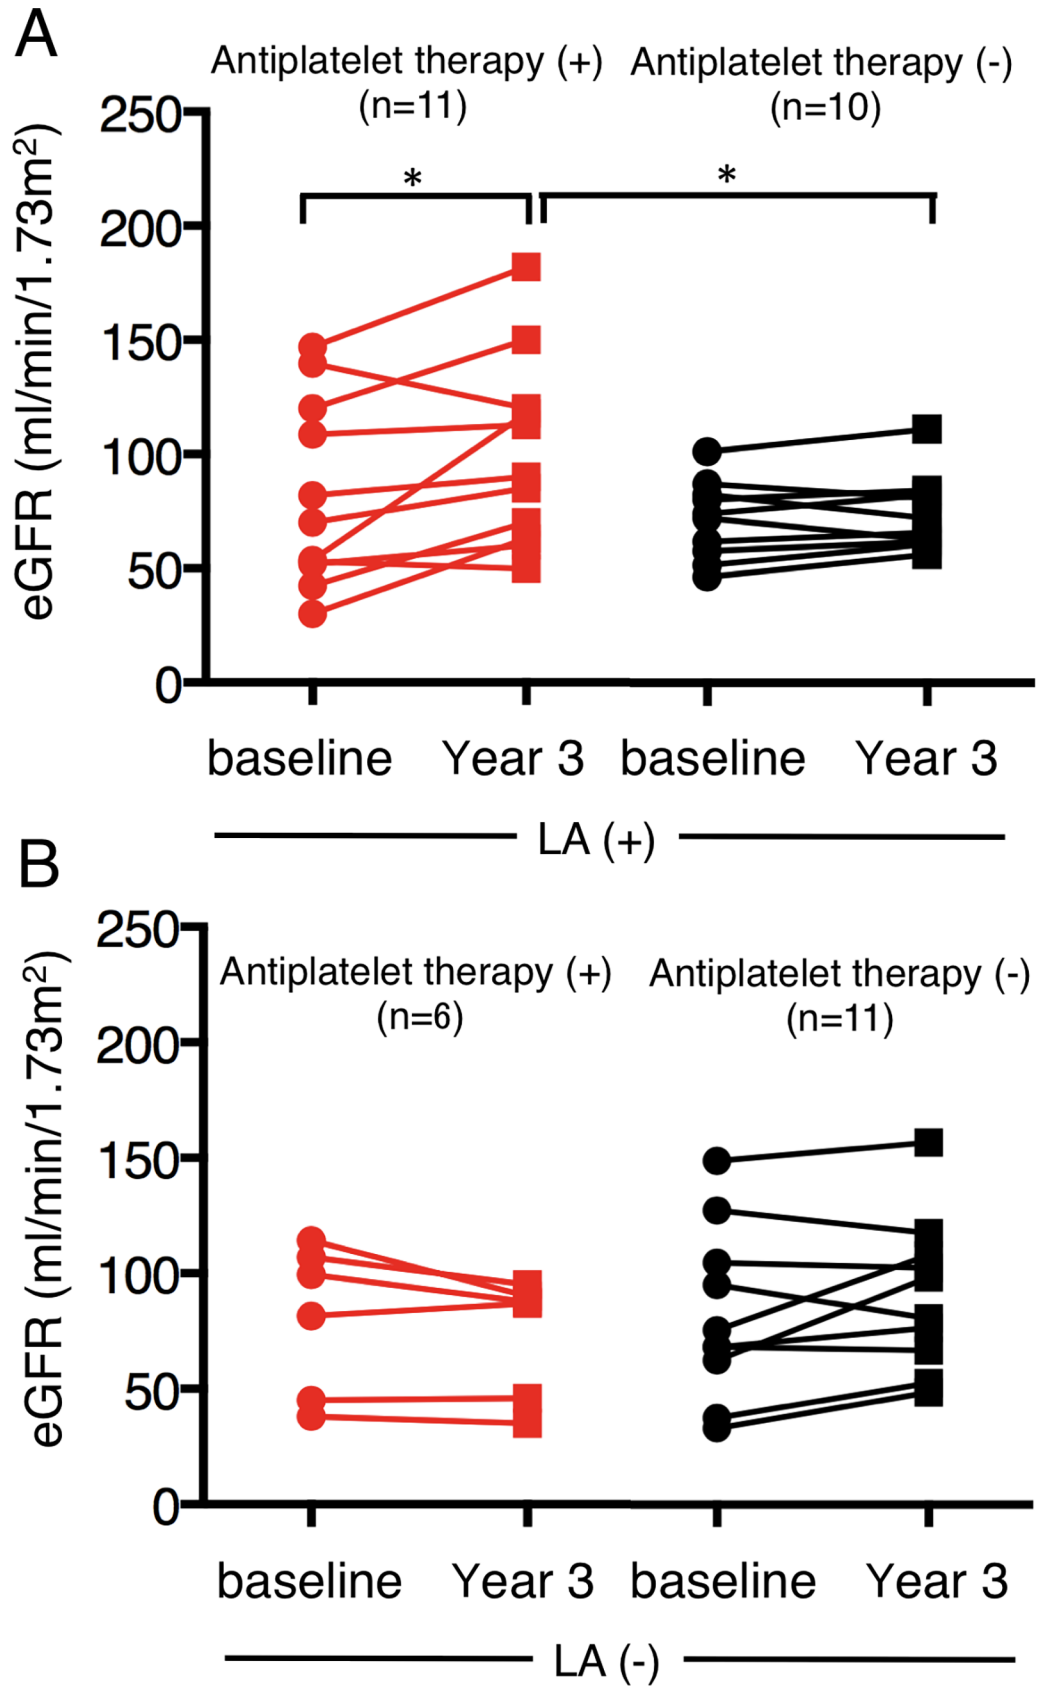 A
Antiplatelet therapy (+) Antiplatelet therapy (-)
(n=11) (n=10)
eGFR (ml/min/1.73m²)
250
200
150
100
50
0
* *
baseline Year 3 baseline Year 3
LA (+)
B
Antiplatelet therapy (+) Antiplatelet therapy (-)
(n=6) (n=11)
eGFR (ml/min/1.73m²)
250
200
150
100
50
0
baseline Year 3 baseline Year 3
LA (-)